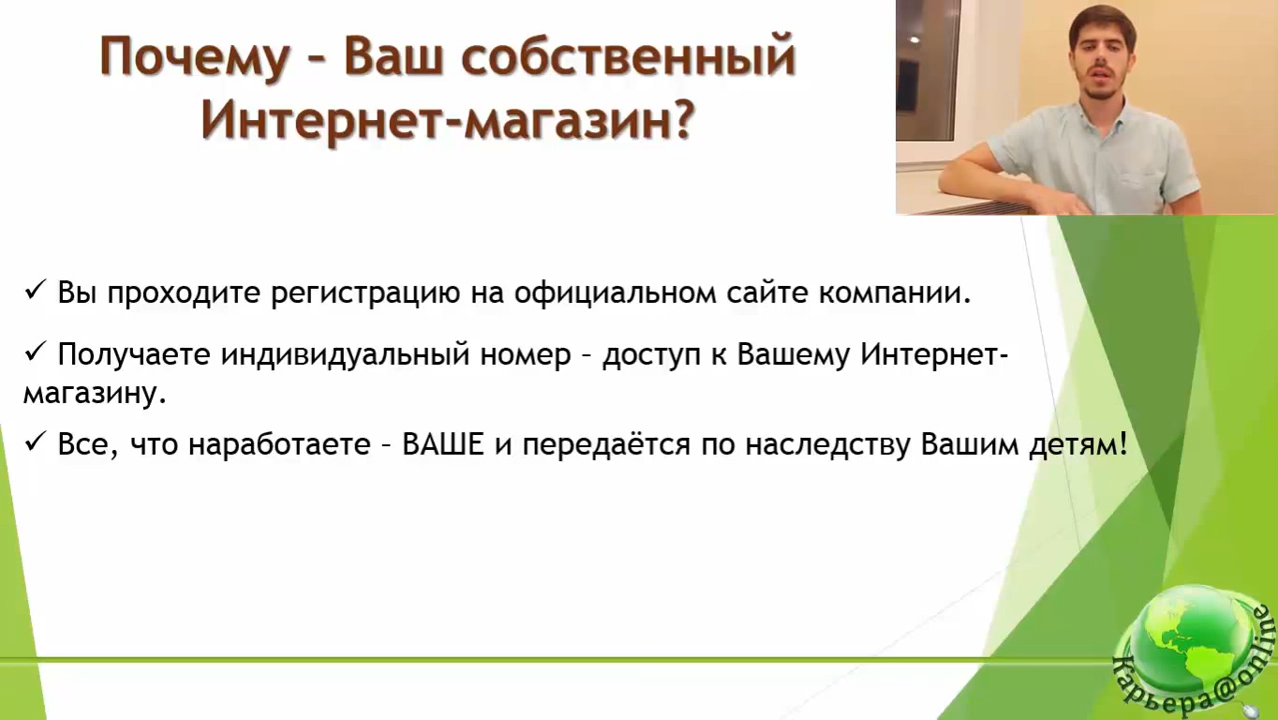 Почему – Ваш собственный
Интернет-магазин?
✓ Вы проходите регистрацию на официальном сайте компании.
✓ Получаете индивидуальный номер – доступ к Вашему Интернет-
магазину.
✓ Все, что наработаете – ВАШЕ и передаётся по наследству Вашим детям!
Карьера@online